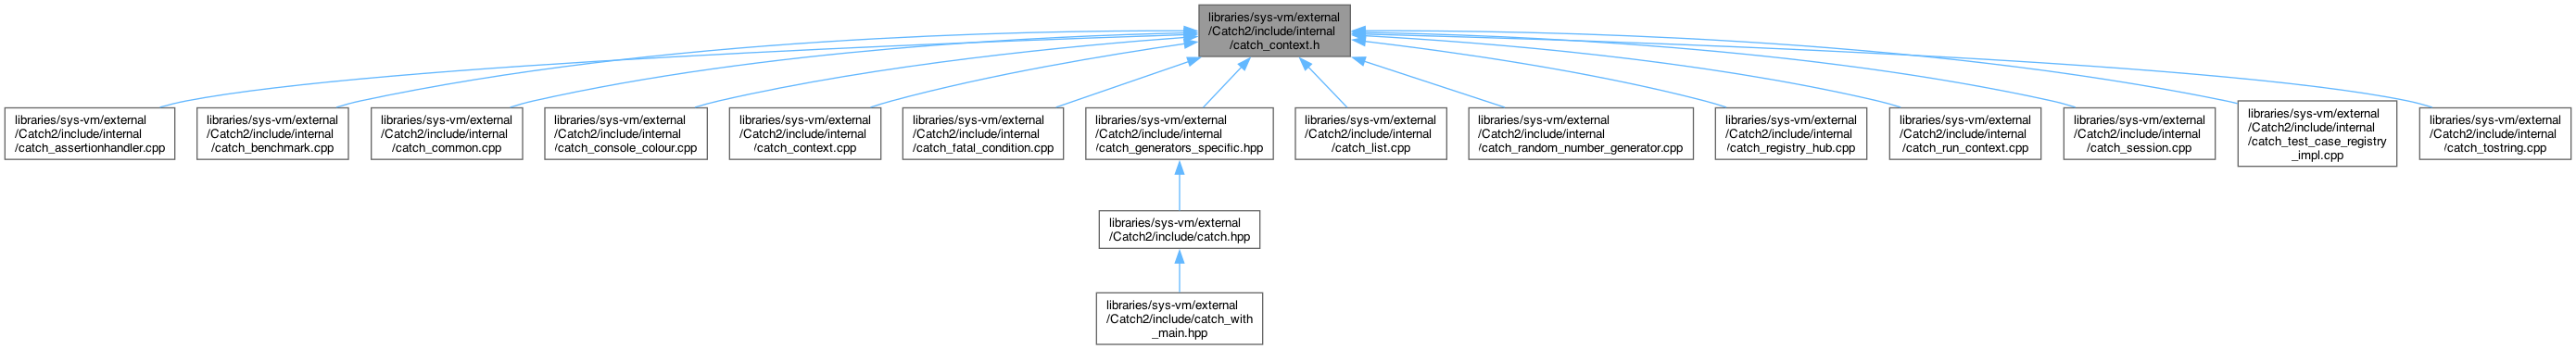 libraries/sys-vm/external
/Catch2/include/internal
/catch_context.h
libraries/sys-vm/external
/Catch2/include/internal
/catch_assertionhandler.cpp
libraries/sys-vm/external
/Catch2/include/internal
/catch_benchmark.cpp
libraries/sys-vm/external
/Catch2/include/internal
/catch_common.cpp
libraries/sys-vm/external
/Catch2/include/internal
/catch_console_colour.cpp
libraries/sys-vm/external
/Catch2/include/internal
/catch_context.cpp
libraries/sys-vm/external
/Catch2/include/internal
/catch_fatal_condition.cpp
libraries/sys-vm/external
/Catch2/include/internal
/catch_generators_specific.hpp
libraries/sys-vm/external
/Catch2/include/internal
/catch_list.cpp
libraries/sys-vm/external
/Catch2/include/internal
/catch_random_number_generator.cpp
libraries/sys-vm/external
/Catch2/include/internal
/catch_registry_hub.cpp
libraries/sys-vm/external
/Catch2/include/internal
/catch_run_context.cpp
libraries/sys-vm/external
/Catch2/include/internal
/catch_session.cpp
libraries/sys-vm/external
/Catch2/include/internal
/catch_test_case_registry
_impl.cpp
libraries/sys-vm/external
/Catch2/include/internal
/catch_tostring.cpp
libraries/sys-vm/external
/Catch2/include/catch.hpp
libraries/sys-vm/external
/Catch2/include/catch_with
_main.hpp